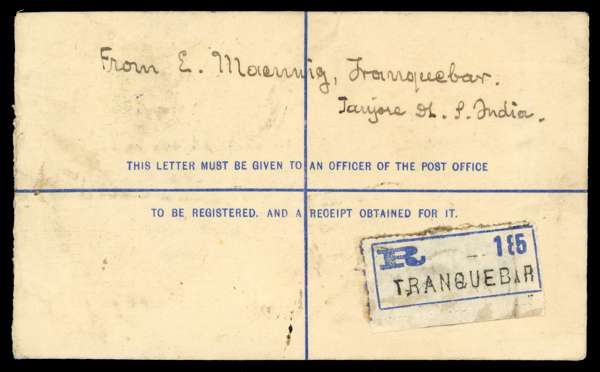 From E. Maennig, Tranquebar.
Tanjore Dt. S. India.
THIS LETTER MUST BE GIVEN TO AN OFFICER OF THE POST OFFICE
TO BE REGISTERED. AND A RECEIPT OBTAINED FOR IT.
R 185
TRANQUEBAR